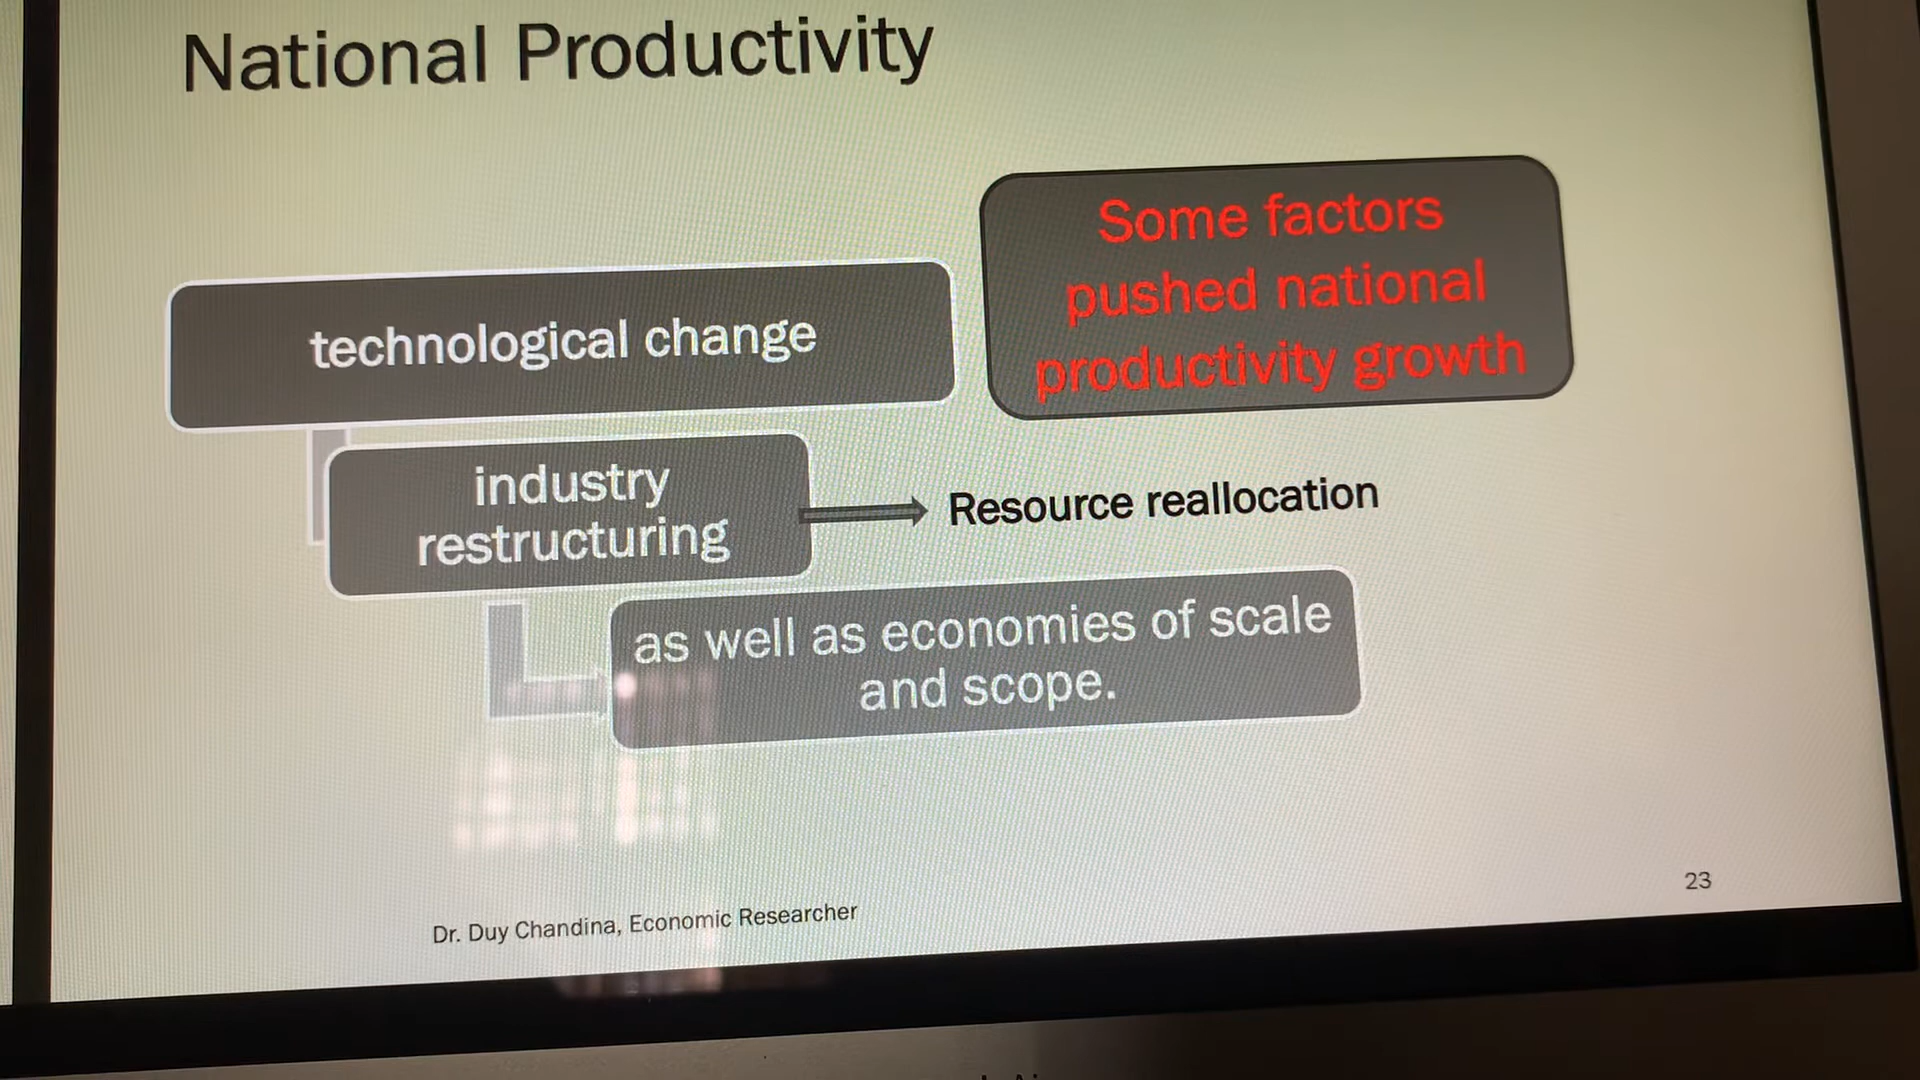 National Productivity
Some factors
pushed national
productivity growth
technological change
industry
restructuring
Resource reallocation
as well as economies of scale
and scope.
Dr. Duy Chandina, Economic Researcher
23